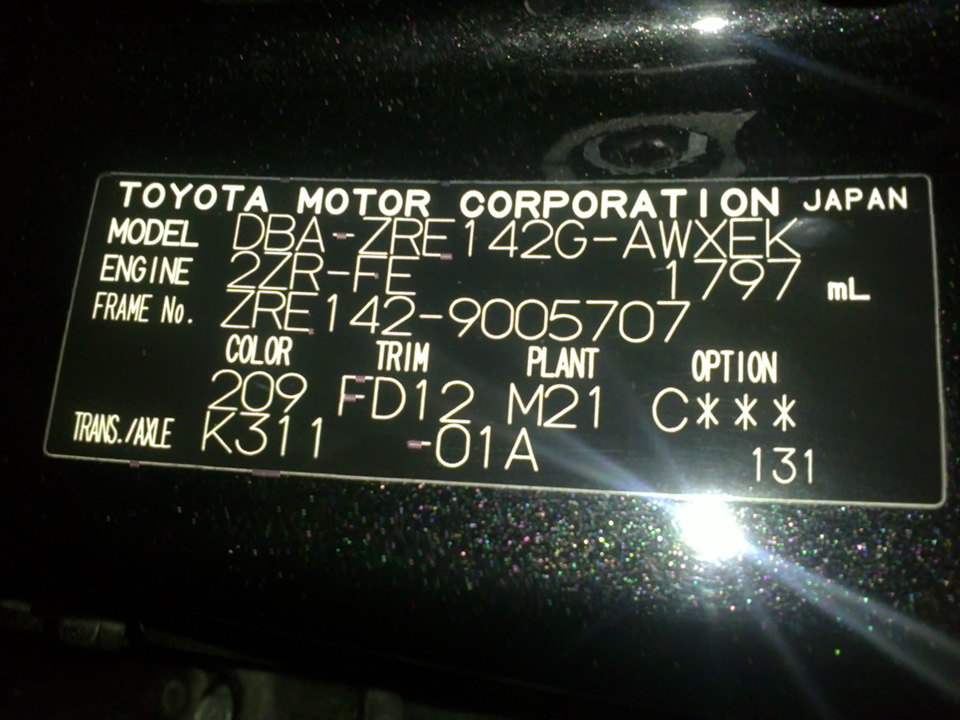 TOYOTA MOTOR CORPORATION JAPAN
MODEL DBA-ZRE142G-AWXEK
ENGINE 2ZR-FE 1797 mL
FRAME No. ZRE142-9005707
COLOR TRIM PLANT OPTION
209 FD12 M21 C***
TRANS./AXLE K311 -01A 131